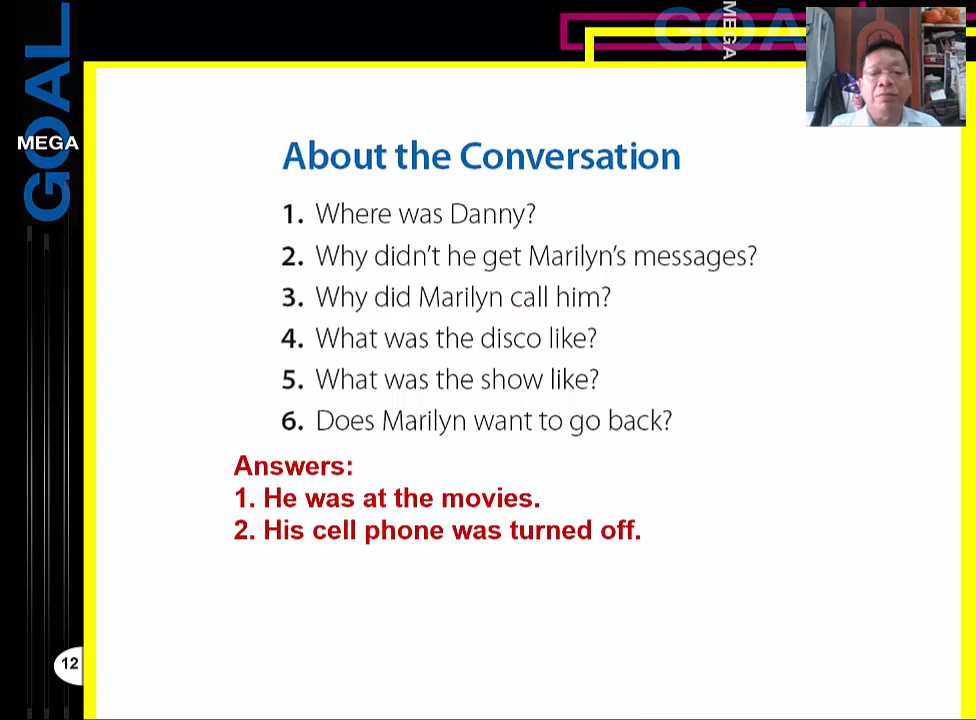 GOAL
MEGA
GOAL
MEGA
About the Conversation
1. Where was Danny?
2. Why didn't he get Marilyn's messages?
3. Why did Marilyn call him?
4. What was the disco like?
5. What was the show like?
6. Does Marilyn want to go back?
Answers:
1. He was at the movies.
2. His cell phone was turned off.
12